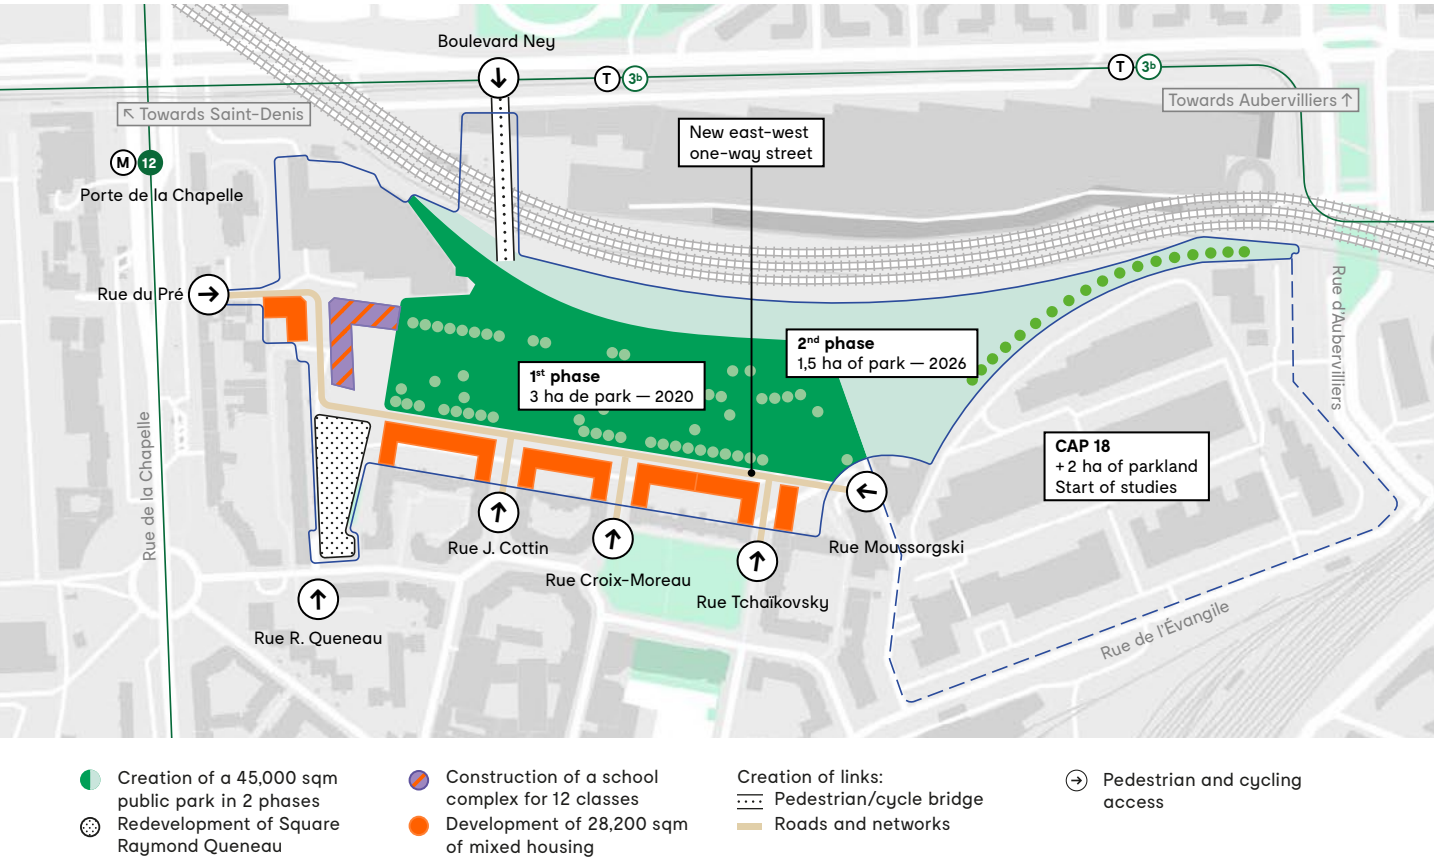 Boulevard Ney
T 3b
T 3b
↖ Towards Saint-Denis
Towards Aubervilliers ↑
New east-west
one-way street
M 12
Porte de la Chapelle
Rue du Pré
Rue d'Aubervilliers
2nd phase
1,5 ha of park — 2026
1st phase
3 ha de park — 2020
CAP 18
+ 2 ha of parkland
Start of studies
Rue de la Chapelle
Rue J. Cottin
Rue Moussorgski
Rue Croix-Moreau
Rue Tchaïkovsky
Rue R. Queneau
Rue de l'Évangile
Creation of a 45,000 sqm
public park in 2 phases
Redevelopment of Square
Raymond Queneau
Construction of a school
complex for 12 classes
Development of 28,200 sqm
of mixed housing
Creation of links:
Pedestrian/cycle bridge
Roads and networks
Pedestrian and cycling
access